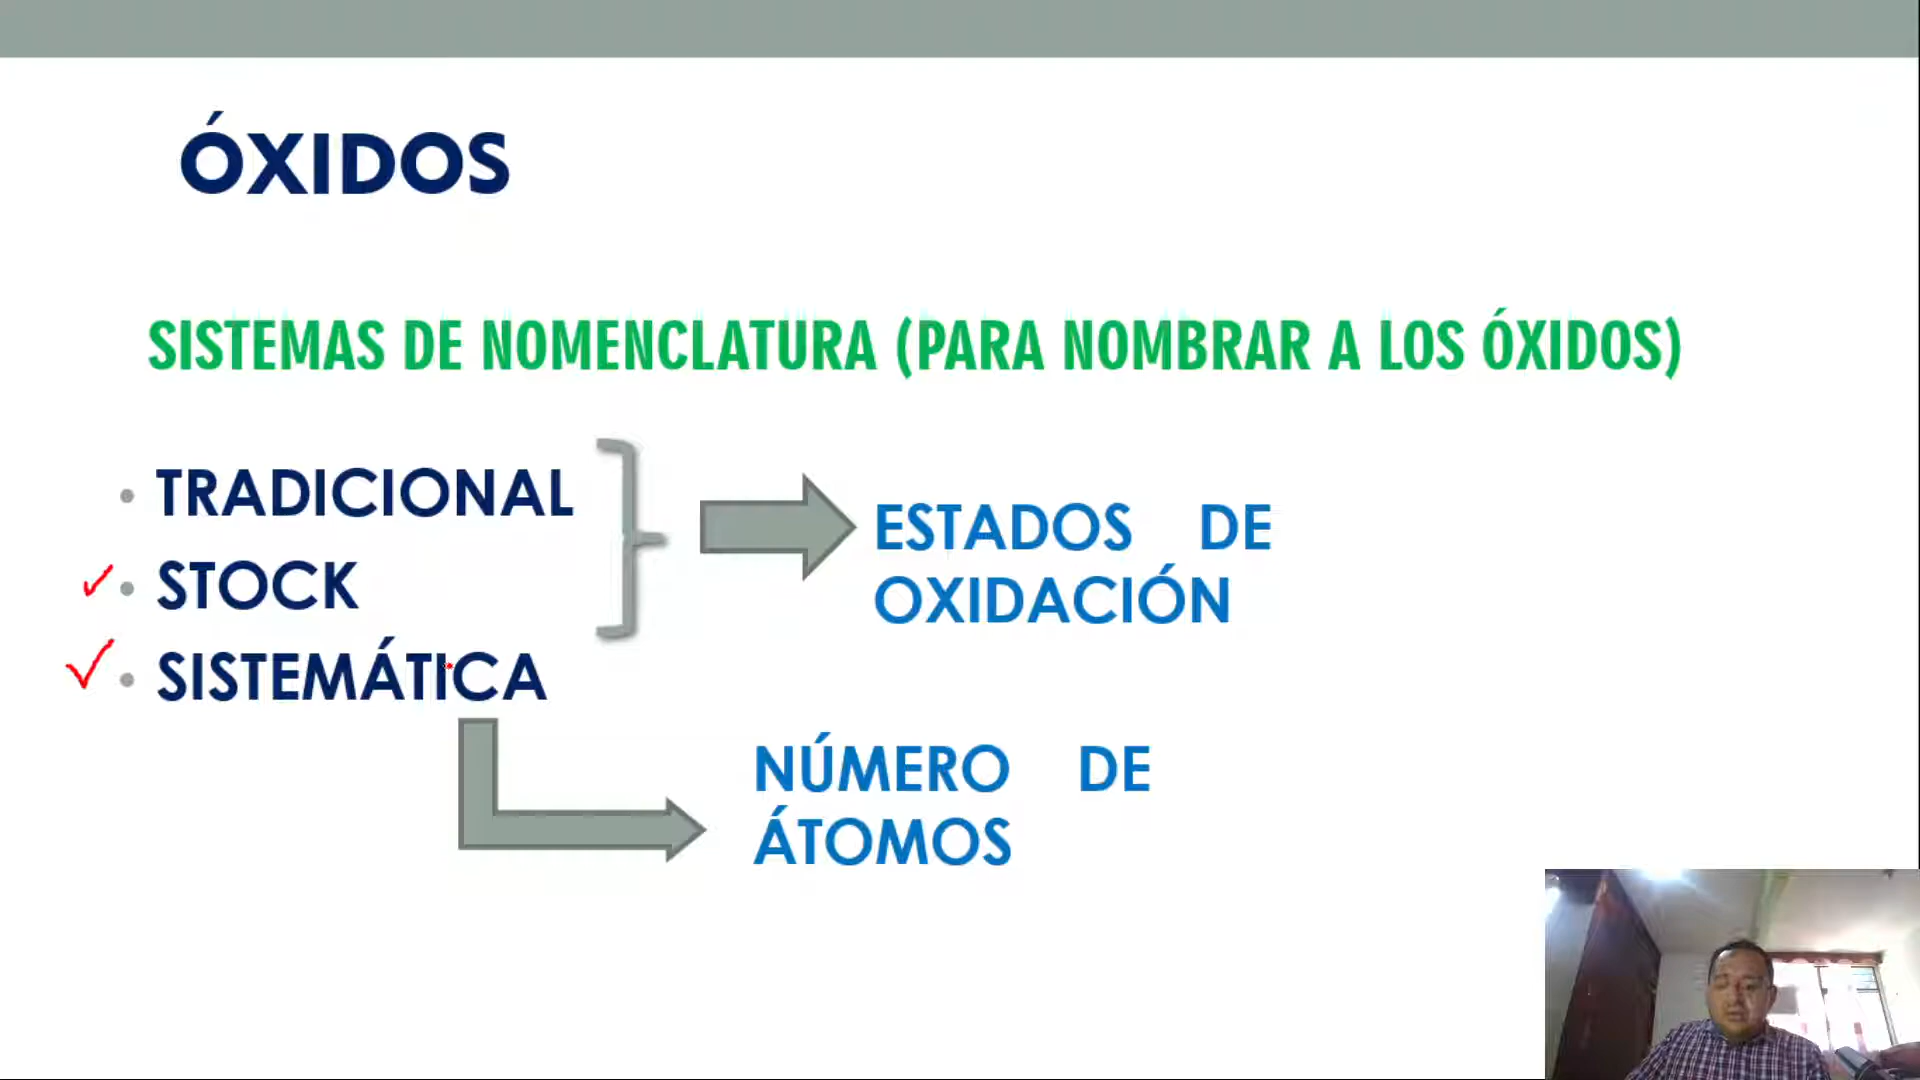 ÓXIDOS
SISTEMAS DE NOMENCLATURA (PARA NOMBRAR A LOS ÓXIDOS)
• TRADICIONAL
• STOCK
• SISTEMÁTICA
ESTADOS DE
OXIDACIÓN
NÚMERO DE
ÁTOMOS